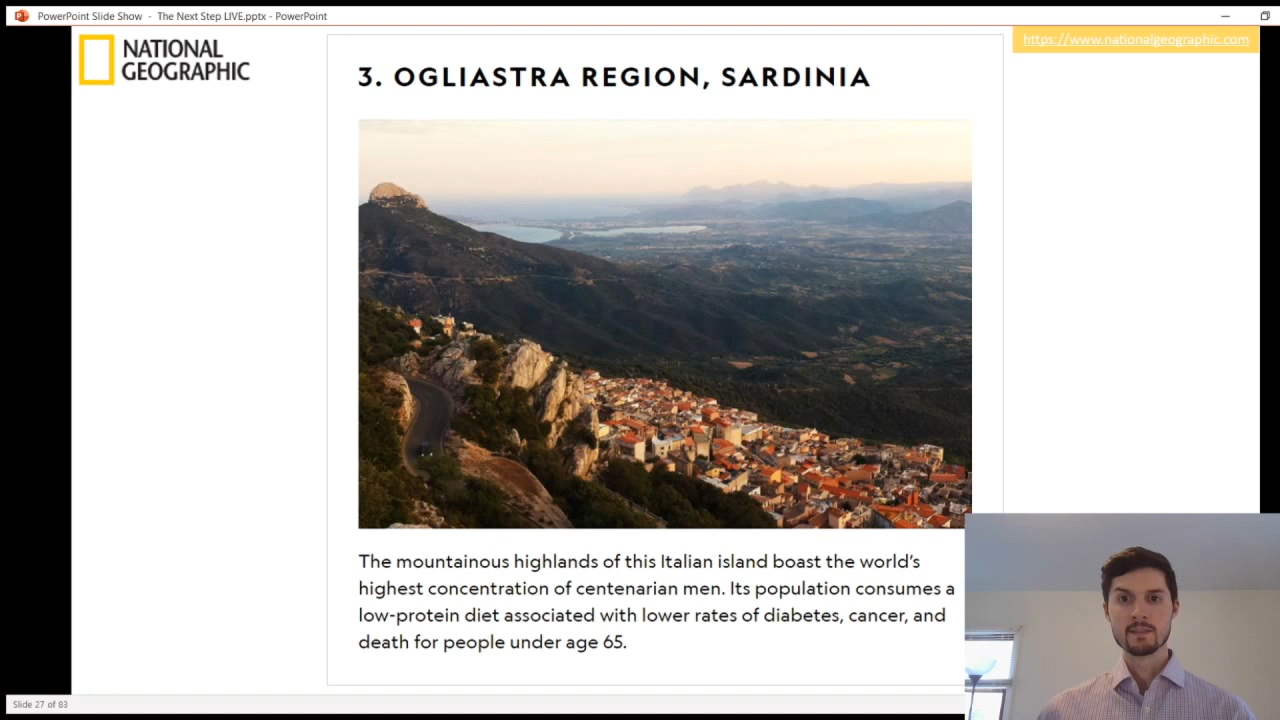 PowerPoint Slide Show - The Next Step LIVE.pptx - PowerPoint
NATIONAL
GEOGRAPHIC
https://www.nationalgeographic.com
3. OGLIASTRA REGION, SARDINIA
The mountainous highlands of this Italian island boast the world's
highest concentration of centenarian men. Its population consumes a
low-protein diet associated with lower rates of diabetes, cancer, and
death for people under age 65.
Slide 27 of 83